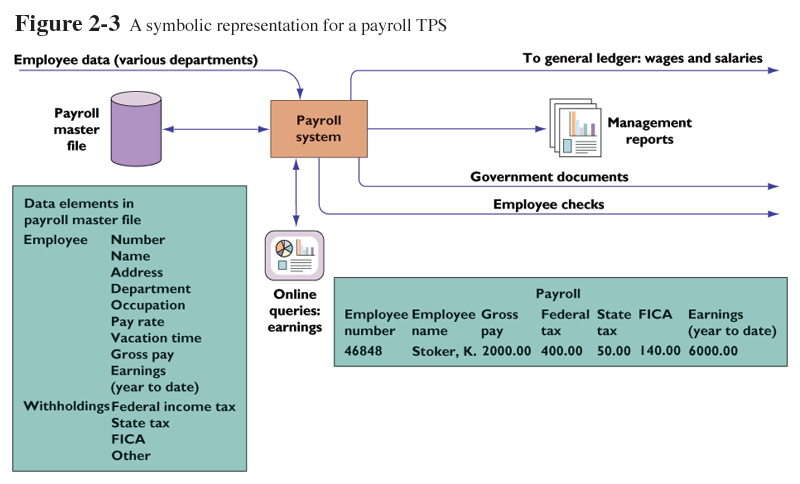 Figure 2-3 A symbolic representation for a payroll TPS
Employee data (various departments)
To general ledger: wages and salaries
Payroll
master
file
Payroll
system
Management
reports
Government documents
Employee checks
Online
queries:
earnings
Data elements in
payroll master file
Employee Number
Name
Address
Department
Occupation
Pay rate
Vacation time
Gross pay
Earnings
(year to date)
Withholdings Federal income tax
State tax
FICA
Other
Payroll
Employee Employee Gross Federal State FICA Earnings
number name pay tax tax (year to date)
46848 Stoker, K. 2000.00 400.00 50.00 140.00 6000.00